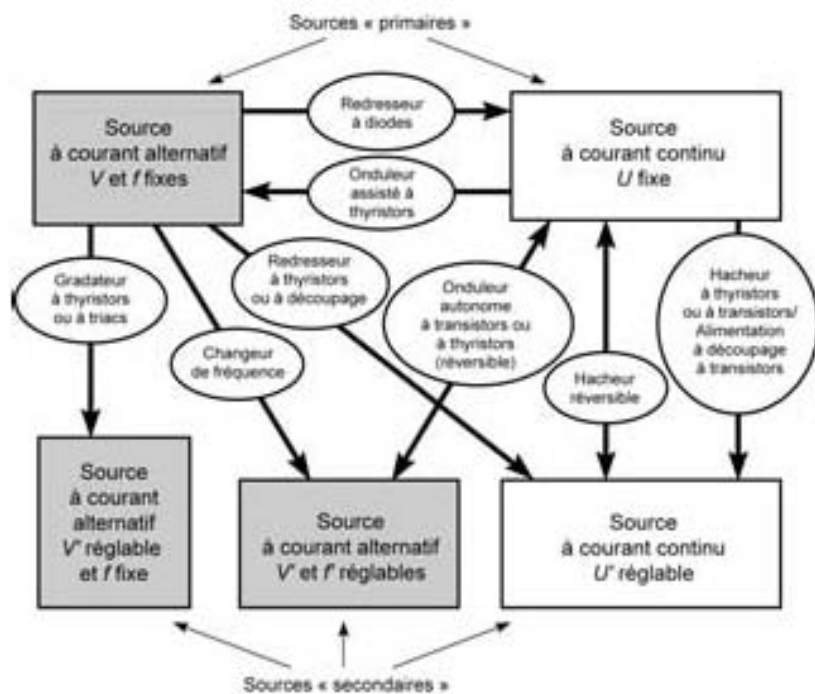 Sources « primaires »
Source
à courant alternatif
V et f fixes
Redresseur
à diodes
Source
à courant continu
U fixe
Onduleur
assisté à
thyristors
Gradateur
à thyristors
ou à triacs
Redresseur
à thyristors
ou à découpage
Changeur
de fréquence
Onduleur
autonome
à transistors ou
à thyristors
(réversible)
Hacheur
réversible
Hacheur
à thyristors
ou à transistors/
Alimentation
à découpage
à transistors
Source
à courant
alternatif
V' réglable
et f fixe
Source
à courant alternatif
V' et f' réglables
Source
à courant continu
U' réglable
Sources « secondaires »